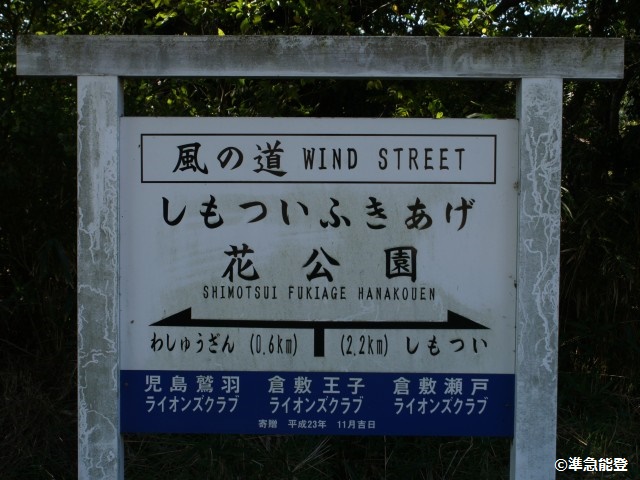 風の道 WIND STREET
しもついふきあげ
花公園
SHIMOTSUI FUKIAGE HANAKOUEN
わしゅうざん (0.6km) (2.2km) しもつい
児島鷲羽 倉敷王子 倉敷瀬戸
ライオンズクラブ ライオンズクラブ ライオンズクラブ
寄贈 平成23年 11月吉日
©準急能登